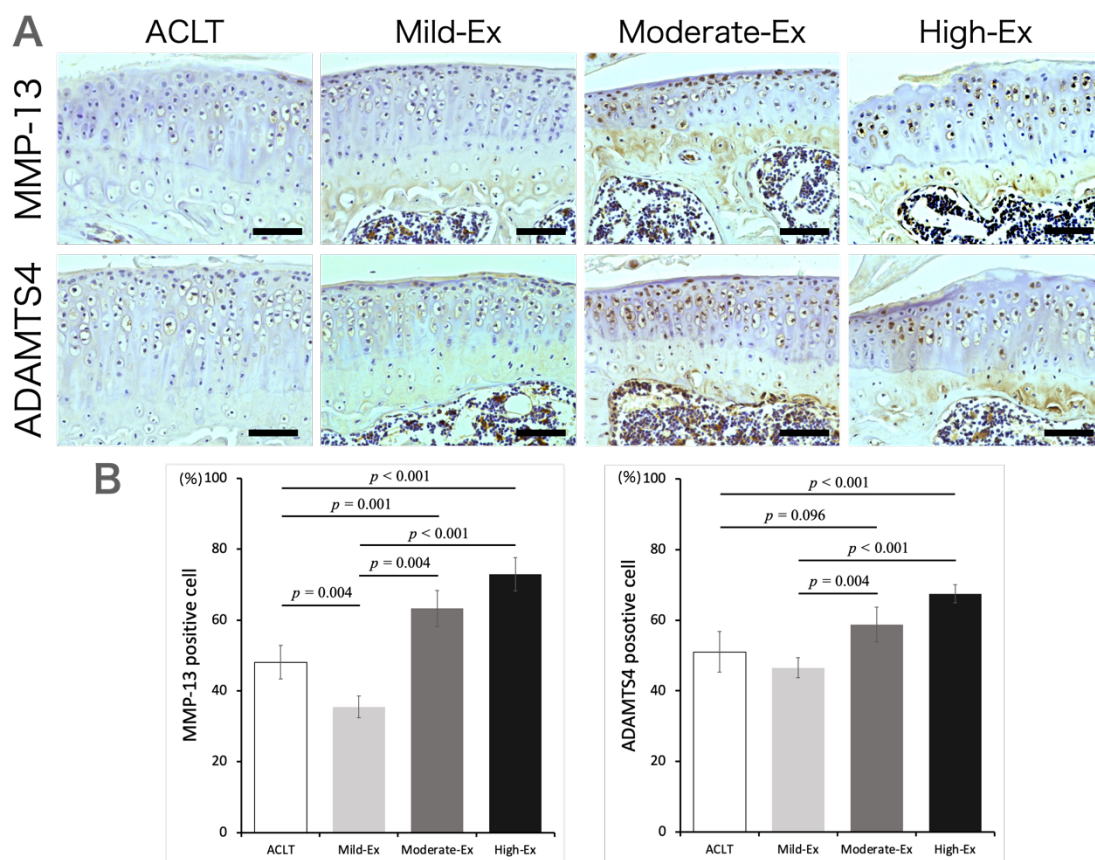 A
ACLT Mild-Ex Moderate-Ex High-Ex
MMP-13
ADAMTS4
B
(%) 100
80
60
40
20
0
MMP-13 positive cell
p < 0.001
p = 0.001
p < 0.001
p = 0.004
p = 0.004
ACLT Mild-Ex Moderate-Ex High-Ex
(%) 100
80
60
40
20
0
ADAMTS4 posotive cell
p < 0.001
p = 0.096
p < 0.001
p = 0.004
ACLT Mild-Ex Moderate-Ex High-Ex